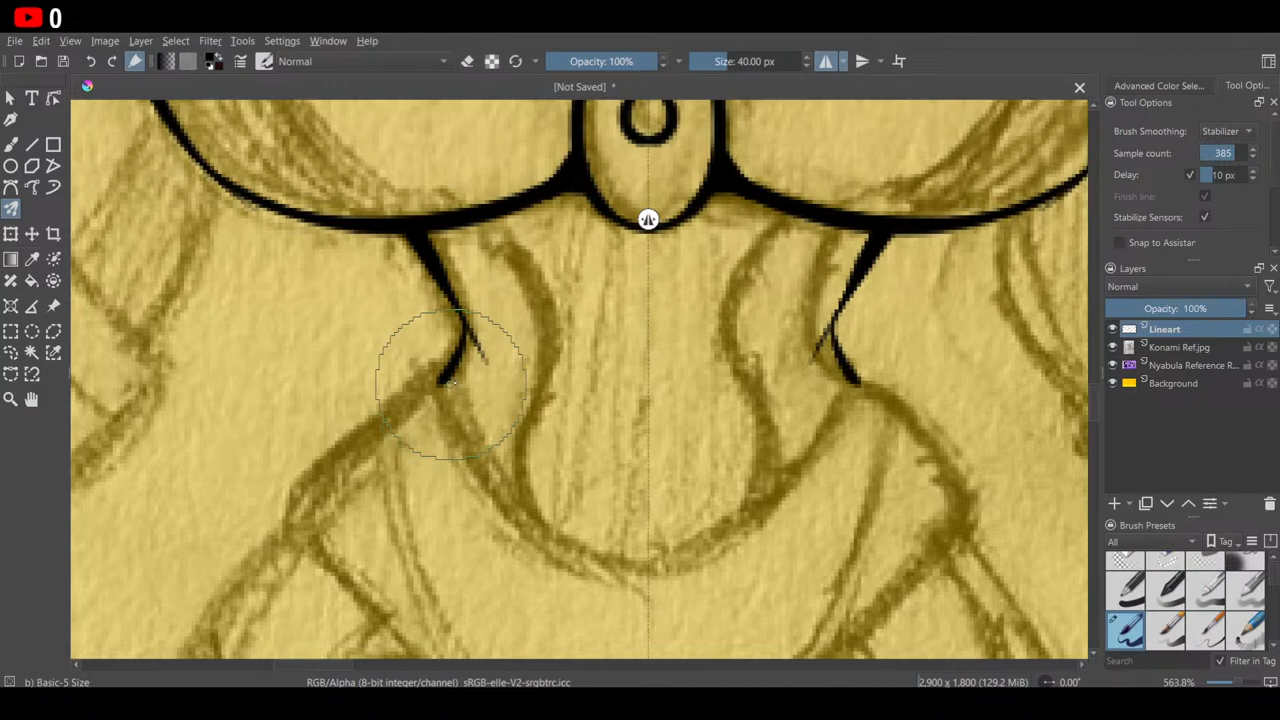 0
File Edit View Image Layer Select Filter Tools Settings Window Help
Normal Opacity: 100% Size: 40.00 px
[Not Saved] *
Advanced Color Sele... Tool Opti...
Tool Options
Brush Smoothing: Stabilizer
Sample count: 385
Delay: 10 px
Finish line:
Stabilize Sensors:
Snap to Assistar
Layers
Normal
Opacity: 100%
Lineart
Konami Ref.jpg
Nyabula Reference R...
Background
Brush Presets
All Tag
Search Filter in Tag
b) Basic-5 Size RGB/Alpha (8-bit integer/channel) sRGB-elle-V2-srgbtrc.icc 2,900 x 1,800 (129.2 MiB) 0.00° 563.8%